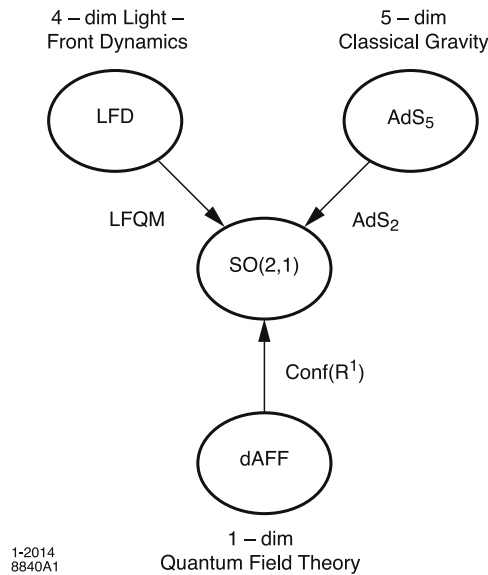 4 – dim Light –
Front Dynamics
5 – dim
Classical Gravity
LFD
AdS₅
LFQM
AdS₂
SO(2,1)
Conf(R¹)
dAFF
1 – dim
Quantum Field Theory
1-2014
8840A1